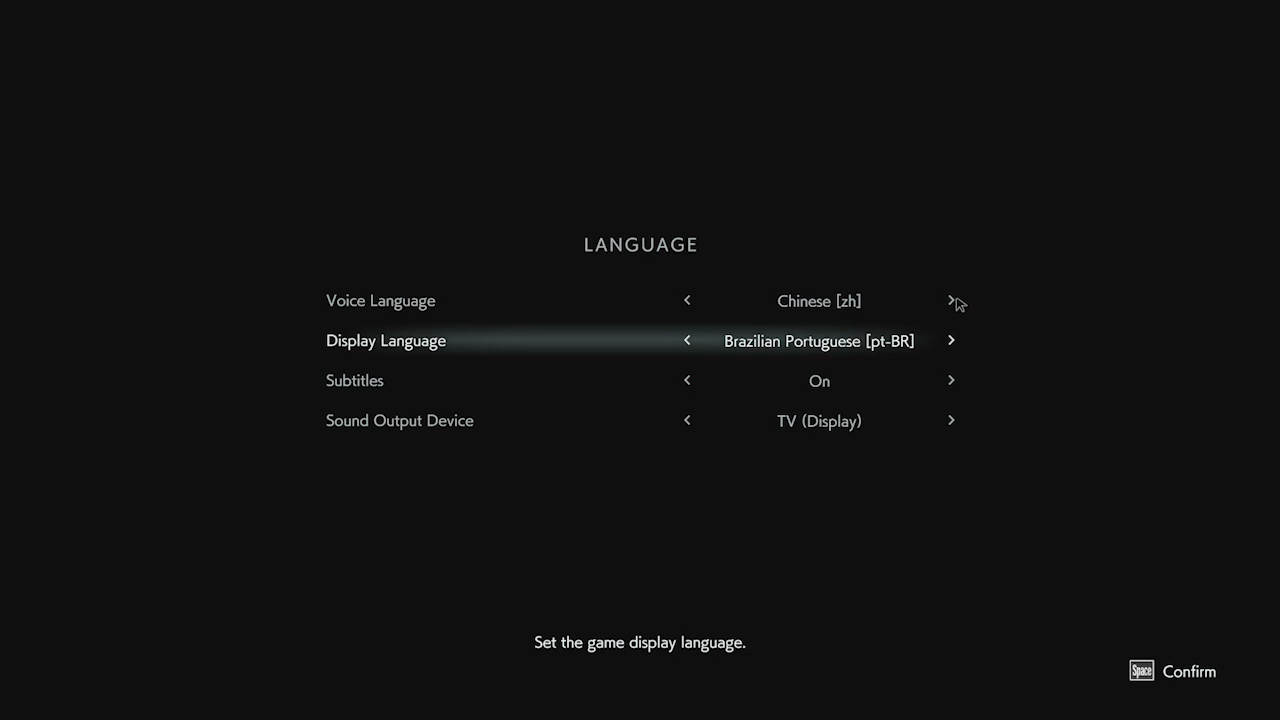 LANGUAGE
Voice Language < Chinese [zh] >
Display Language < Brazilian Portuguese [pt-BR] >
Subtitles < On >
Sound Output Device < TV (Display) >
Set the game display language.
Space Confirm